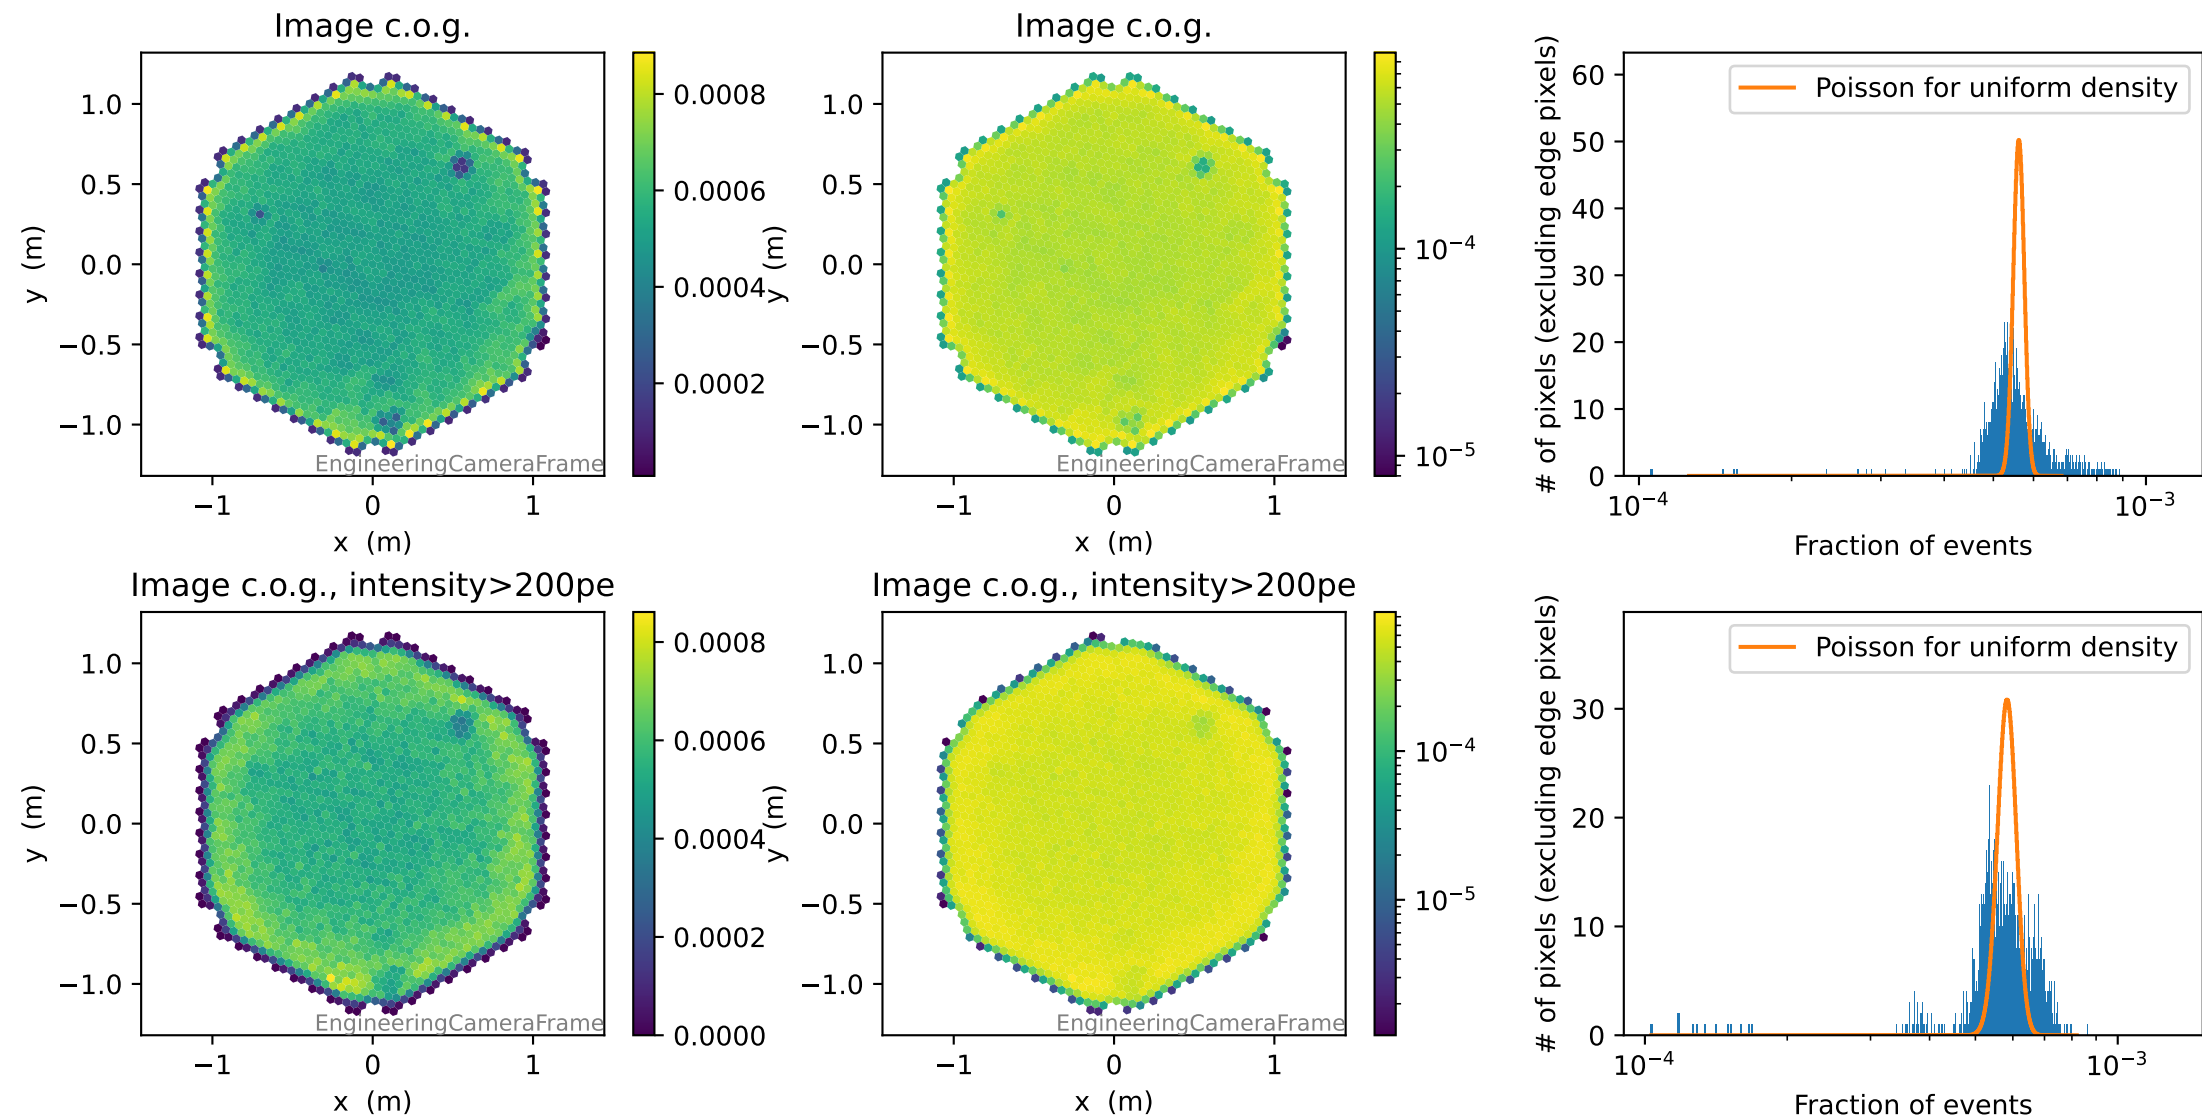 Image c.o.g.
1.0
0.5
0.0
−0.5
−1.0
y (m)
−1
0
1
x (m)
EngineeringCameraFrame
0.0008
0.0006
0.0004
0.0002
Image c.o.g.
1.0
0.5
0.0
−0.5
−1.0
y (m)
−1
0
1
x (m)
EngineeringCameraFrame
10⁻⁴
10⁻⁵
# of pixels (excluding edge pixels)
60
50
40
30
20
10
0
Poisson for uniform density
10⁻⁴
10⁻³
Fraction of events
Image c.o.g., intensity>200pe
1.0
0.5
0.0
−0.5
−1.0
y (m)
−1
0
1
x (m)
EngineeringCameraFrame
0.0008
0.0006
0.0004
0.0002
0.0000
Image c.o.g., intensity>200pe
1.0
0.5
0.0
−0.5
−1.0
y (m)
−1
0
1
x (m)
EngineeringCameraFrame
10⁻⁴
10⁻⁵
# of pixels (excluding edge pixels)
30
20
10
0
Poisson for uniform density
10⁻⁴
10⁻³
Fraction of events